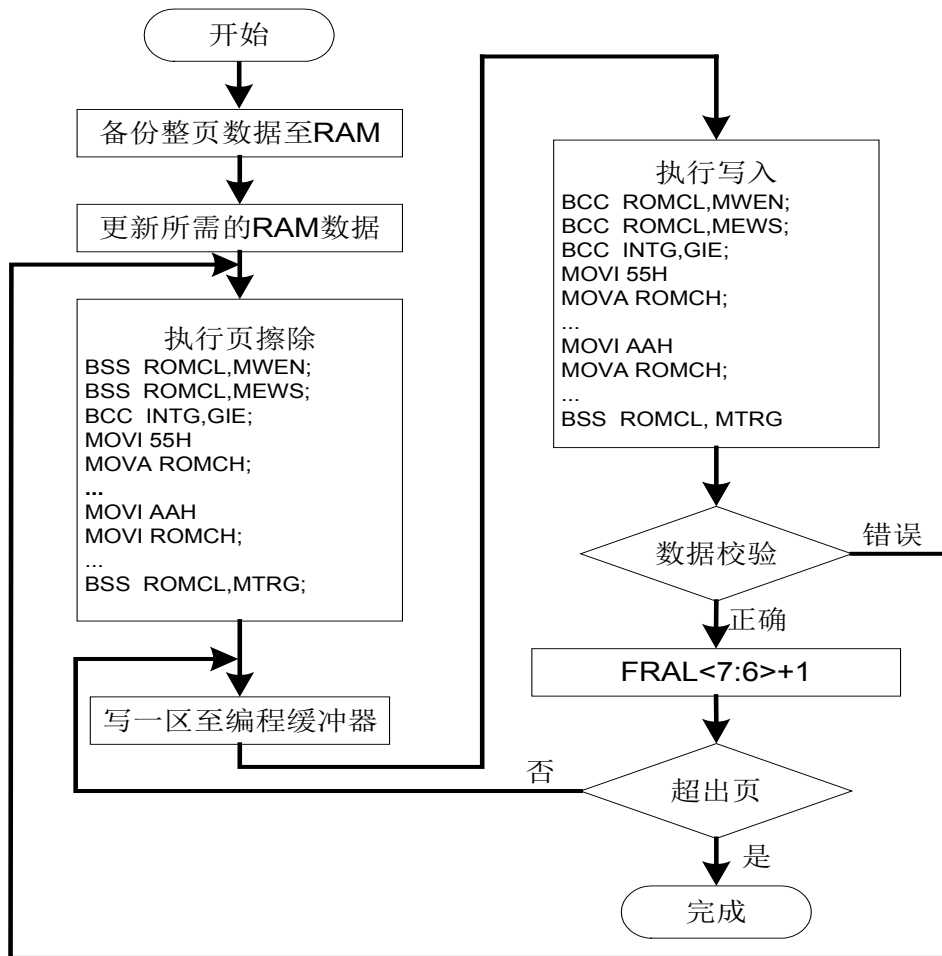 开始
备份整页数据至RAM
更新所需的RAM数据
执行页擦除
BSS ROMCL,MWEN;
BSS ROMCL,MEWS;
BCC INTG,GIE;
MOVI 55H
MOVA ROMCH;
...
MOVI AAH
MOVI ROMCH;
...
BSS ROMCL,MTRG;
写一区至编程缓冲器
执行写入
BCC ROMCL,MWEN;
BCC ROMCL,MEWS;
BCC INTG,GIE;
MOVI 55H
MOVA ROMCH;
...
MOVI AAH
MOVA ROMCH;
...
BSS ROMCL, MTRG
数据校验
错误
正确
FRAL<7:6>+1
超出页
否
是
完成